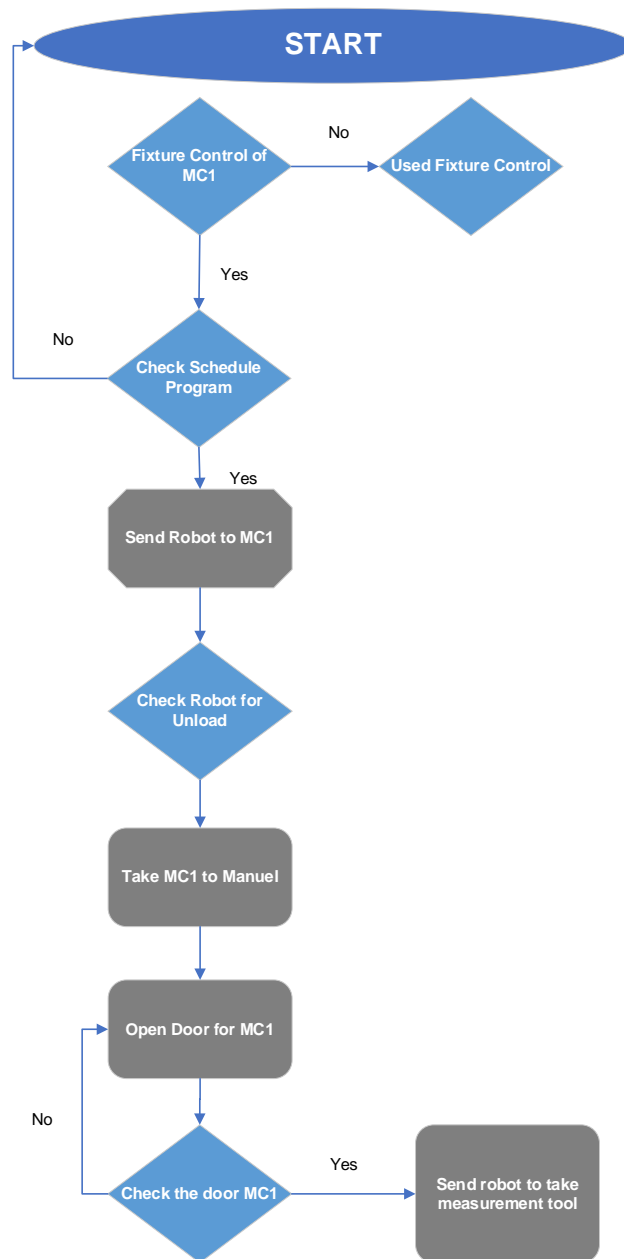 START
Fixture Control of
MC1
No
Used Fixture Control
Yes
No
Check Schedule
Program
Yes
Send Robot to MC1
Check Robot for
Unload
Take MC1 to Manuel
Open Door for MC1
No
Check the door MC1
Yes
Send robot to take
measurement tool